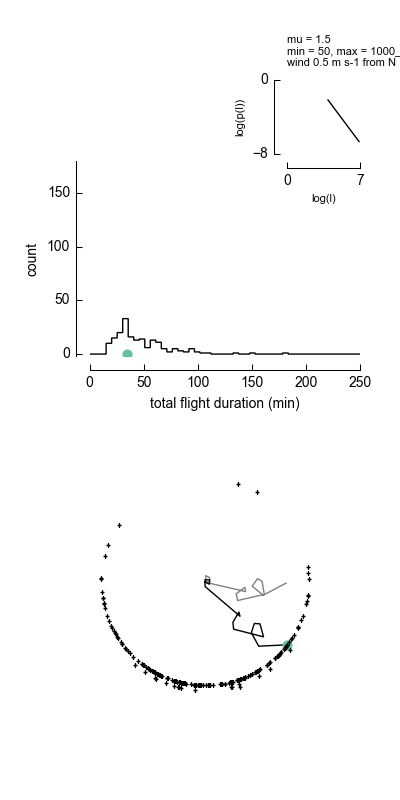 mu = 1.5
min = 50, max = 1000_
wind 0.5 m s-1 from N
0
log(p(l))
−8
0
7
log(l)
150
100
50
0
count
0
50
100
150
200
250
total flight duration (min)